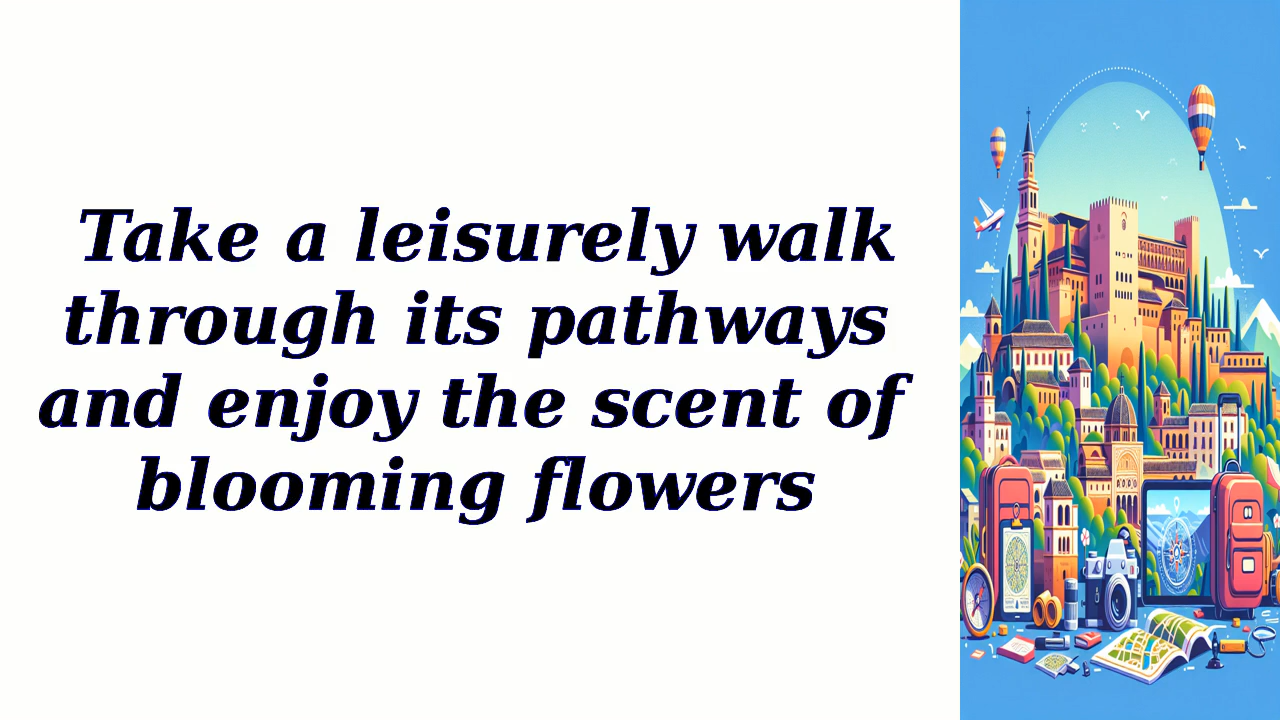 Take a leisurely walk
through its pathways
and enjoy the scent of
blooming flowers